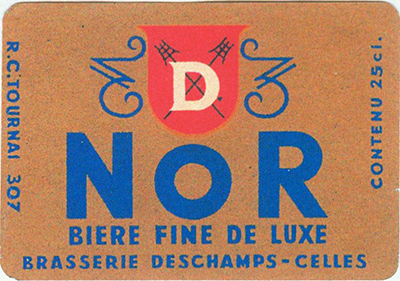 D.
NoR
BIERE FINE DE LUXE
BRASSERIE DESCHAMPS-CELLES
R.C.TOURNAI 307
CONTENU 25cl.